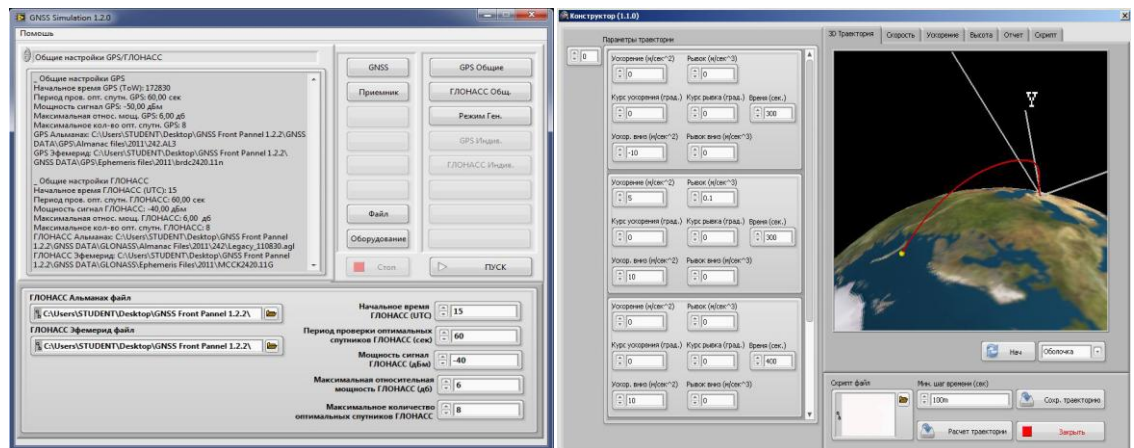 GNSS Simulation 1.2.0
Помошь
Общие настройки GPS/ГЛОНАСС
_ Общие настройки GPS
Начальное время GPS (ToW): 172830
Период пров. опт. спутн. GPS: 60,00 сек
Мощность сигнал GPS: -50,00 дБм
Максимальная относ. мощ. GPS: 6,00 дб
Максимальное кол-во опт. спутн. GPS: 8
GPS Альманах: C:\Users\STUDENT\Desktop\GNSS Front Pannel 1.2.2\GNSS
DATA\GPS\Almanac files\2011\242.AL3
GPS Эфемерид: C:\Users\STUDENT\Desktop\GNSS Front Pannel 1.2.2\
GNSS DATA\GPS\Ephemeris files\2011\brdc2420.11n
_ Общие настройки ГЛОНАСС
Начальное время ГЛОНАСС (UTC): 15
Период пров. опт. спутн. ГЛОНАСС: 60,00 сек
Мощность сигнал ГЛОНАСС: -40,00 дБм
Максимальная относ. мощ. ГЛОНАСС: 6,00 дб
Максимальное кол-во опт. спутн. ГЛОНАСС: 8
ГЛОНАСС Альманах: C:\Users\STUDENT\Desktop\GNSS Front Pannel
1.2.2\GNSS DATA\GLONASS\Almanac Files\2011\242\Legacy_110830.agl
ГЛОНАСС Эфемерид: C:\Users\STUDENT\Desktop\GNSS Front Pannel
1.2.2\GNSS DATA\GLONASS\Ephemeris Files\2011\MCCK2420.11G
GNSS
Приемник
Файл
Оборудование
Стоп
GPS Общие
ГЛОНАСС Общ.
Режим Ген.
GPS Индив.
ГЛОНАСС Индив.
ПУСК
ГЛОНАСС Альманах файл
C:\Users\STUDENT\Desktop\GNSS Front Pannel 1.2.2\
ГЛОНАСС Эфемерид файл
C:\Users\STUDENT\Desktop\GNSS Front Pannel 1.2.2\
Начальное время
ГЛОНАСС (UTC)
15
Период проверки оптимальных
спутников ГЛОНАСС (сек)
60
Мощность сигнал
ГЛОНАСС (дБм)
-40
Максимальная относительная
мощность ГЛОНАСС (дб)
6
Максимальное количество
оптимальных спутников ГЛОНАСС
8
Конструктор (1.1.0)
0
Параметры траектории
Ускорение (м/сек^2) Рывок (м/сек^3)
0 0
Курс ускорения (град.) Курс рывка (град.) Время (сек.)
0 0 300
Ускор. вниз (м/сек^2) Рывок вниз (м/сек^3)
-10 0
Ускорение (м/сек^2) Рывок (м/сек^3)
5 0.1
Курс ускорения (град.) Курс рывка (град.) Время (сек.)
0 0 300
Ускор. вниз (м/сек^2) Рывок вниз (м/сек^3)
10 0
Ускорение (м/сек^2) Рывок (м/сек^3)
0 0
Курс ускорения (град.) Курс рывка (град.) Время (сек.)
0 0 400
Ускор. вниз (м/сек^2) Рывок вниз (м/сек^3)
10 0
3D Траектория Скорость Ускорение Высота Отчет Скрипт
Y
Нач Оболочка
Скрипт файл
Мин. шаг времени (сек)
100m
Сохр. траекторию
Расчет траектории
Закрыть